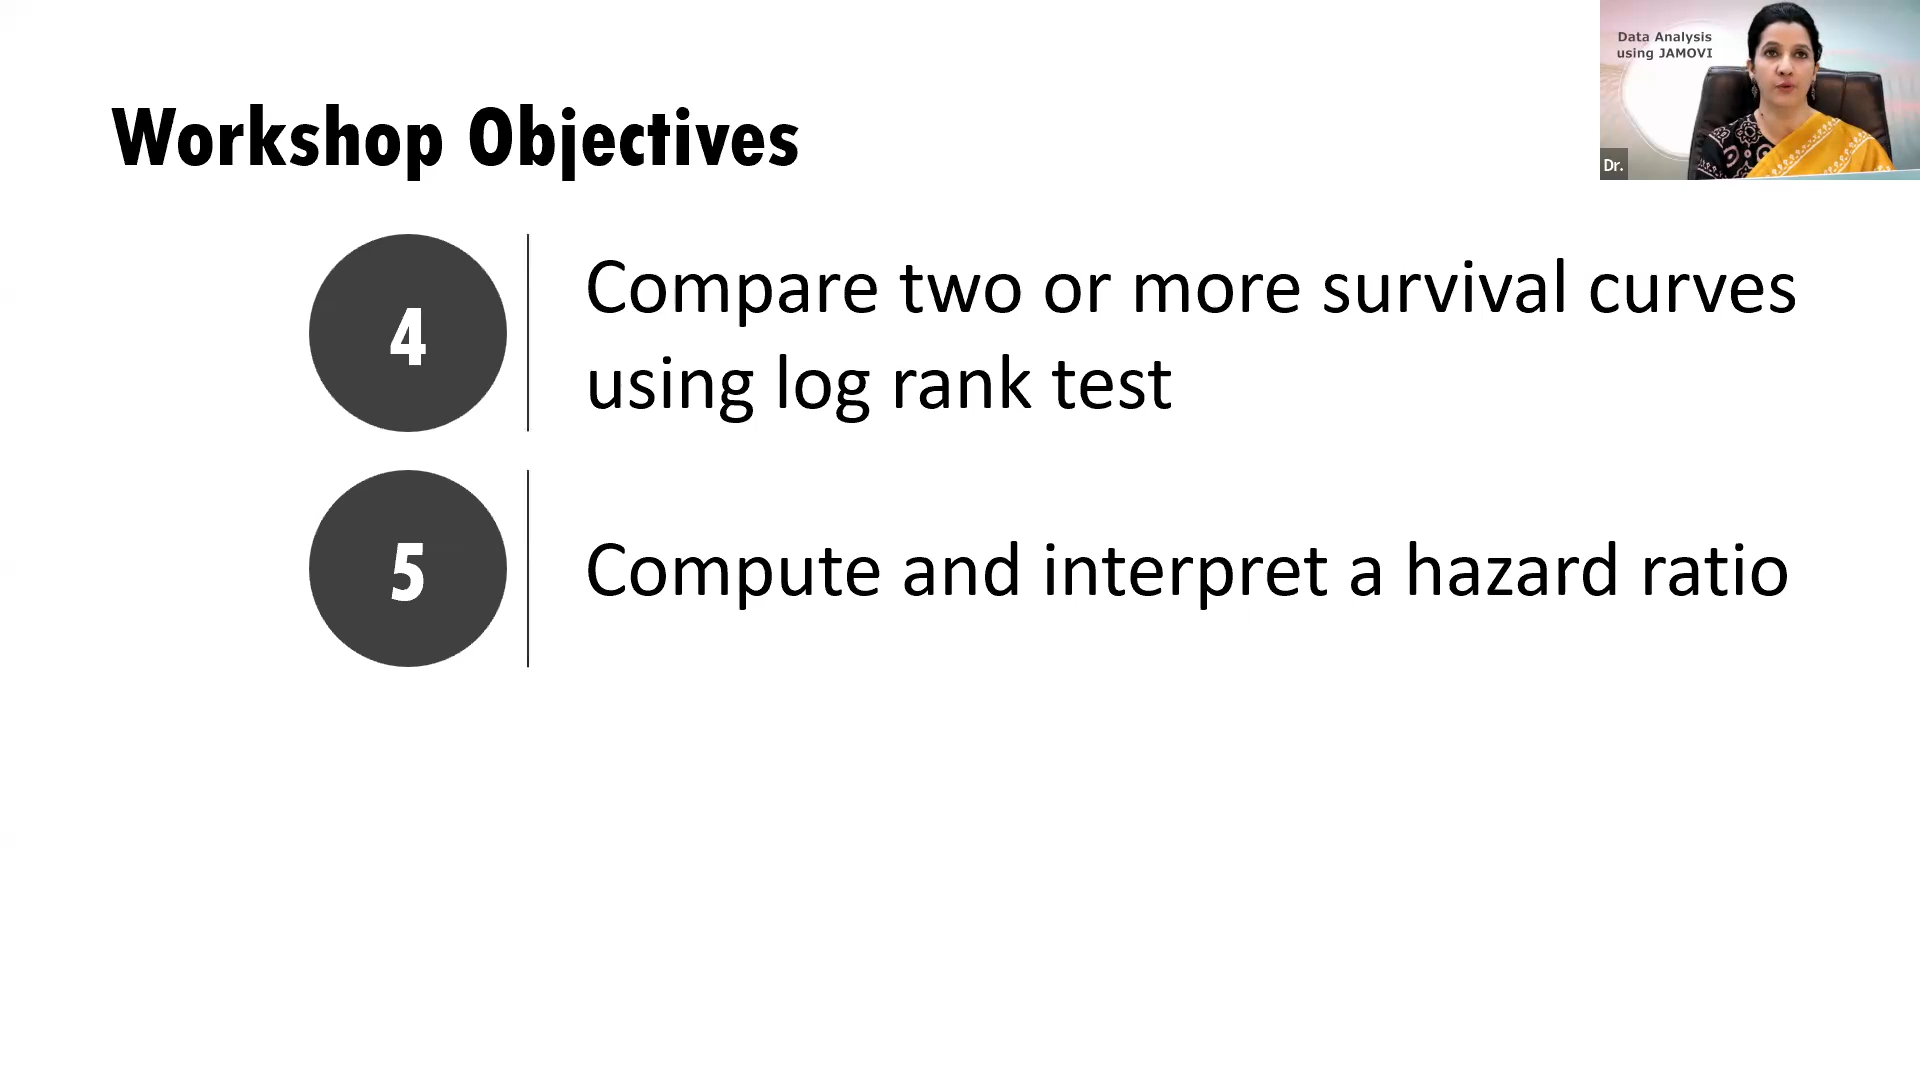 Workshop Objectives
4
Compare two or more survival curves
using log rank test
5
Compute and interpret a hazard ratio
Data Analysis
using JAMOVI
Dr.